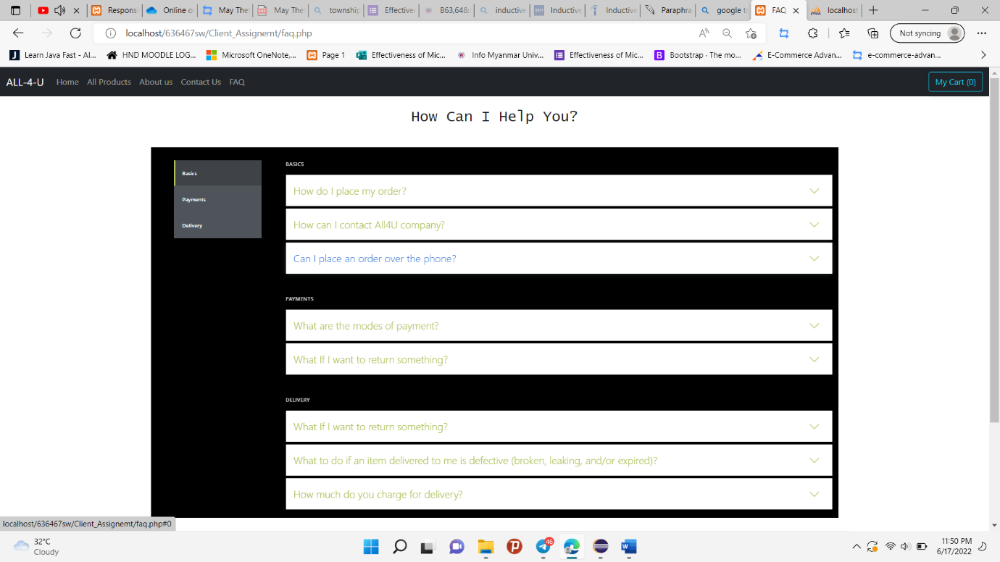 Respons
Online o
May The
May The
township
Effective
B63,64&
inductive
Inductive
Inductive
Paraphra
google t
FAQ
localhost
localhost/636467sw/Client_Assignemt/faq.php
Not syncing
Learn Java Fast - Al...
HND MOODLE LOG...
Microsoft OneNote,...
Page 1
Effectiveness of Mic...
Info Myanmar Univ...
Effectiveness of Mic...
Bootstrap · The mo...
E-Commerce Advan...
e-commerce-advan...
ALL-4-U Home All Products About us Contact Us FAQ My Cart (0)
How Can I Help You?
Basics
Payments
Delivery
BASICS
How do I place my order?
How can I contact All4U company?
Can I place an order over the phone?
PAYMENTS
What are the modes of payment?
What If I want to return something?
DELIVERY
What If I want to return something?
What to do if an item delivered to me is defective (broken, leaking, and/or expired)?
How much do you charge for delivery?
localhost/636467sw/Client_Assignemt/faq.php#0
32°C
Cloudy
46
11:50 PM
6/17/2022